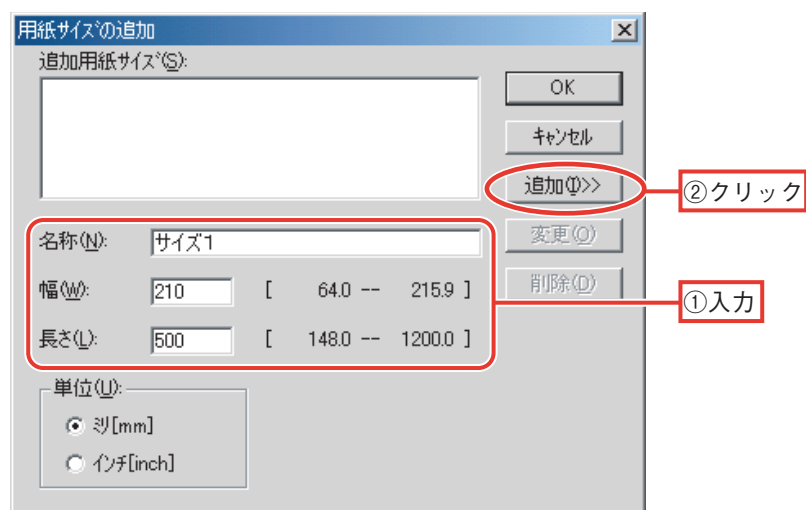 用紙サイズの追加
追加用紙サイズ(S):
OK
キャンセル
追加(I)>>
②クリック
名称(N): サイズ1
変更(O)
幅(W): 210 [ 64.0 -- 215.9 ]
削除(D)
①入力
長さ(L): 500 [ 148.0 -- 1200.0 ]
単位(U):
ミリ[mm]
インチ[inch]